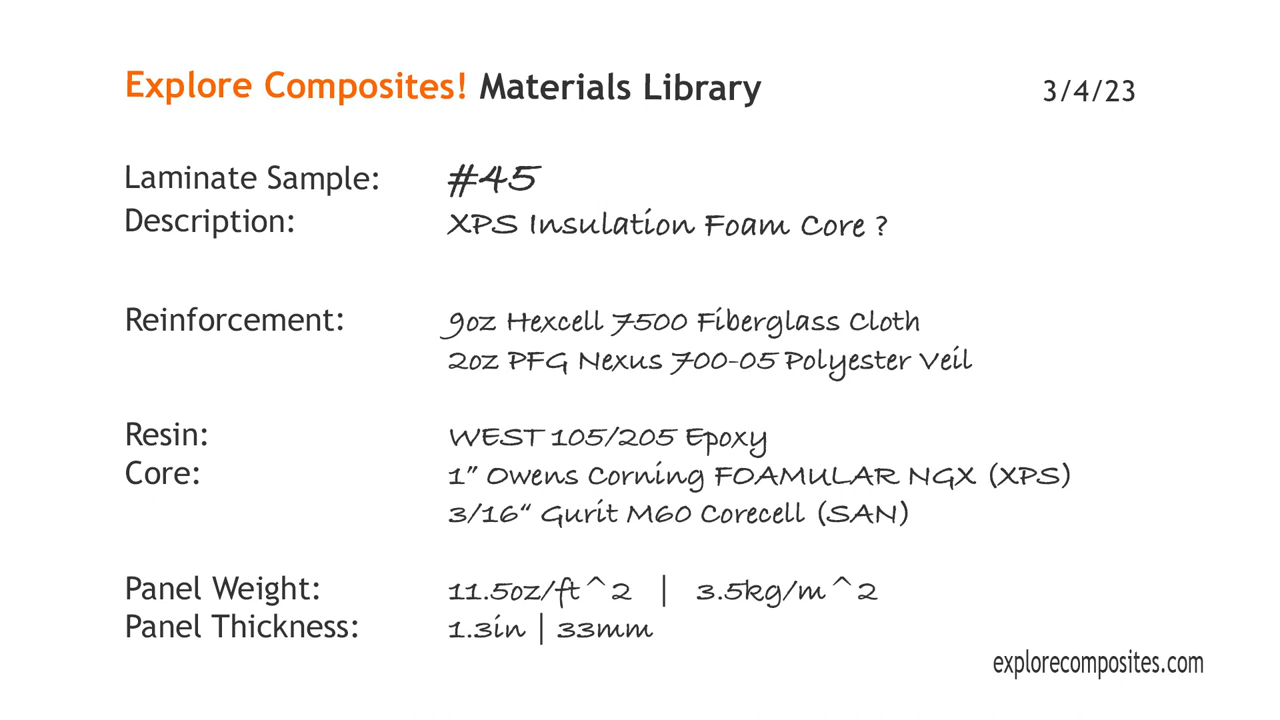 Explore Composites! Materials Library 3/4/23
Laminate Sample: #45
Description: XPS Insulation Foam Core ?
Reinforcement: 9oz Hexcell 7500 Fiberglass Cloth
2oz PFG Nexus 700-05 Polyester Veil
Resin: WEST 105/205 Epoxy
Core: 1" Owens Corning FOAMULAR NGX (XPS)
3/16“ Gurit M60 Corecell (SAN)
Panel Weight: 11.5oz/ft^2 | 3.5kg/m^2
Panel Thickness: 1.3in | 33mm
explorecomposites.com